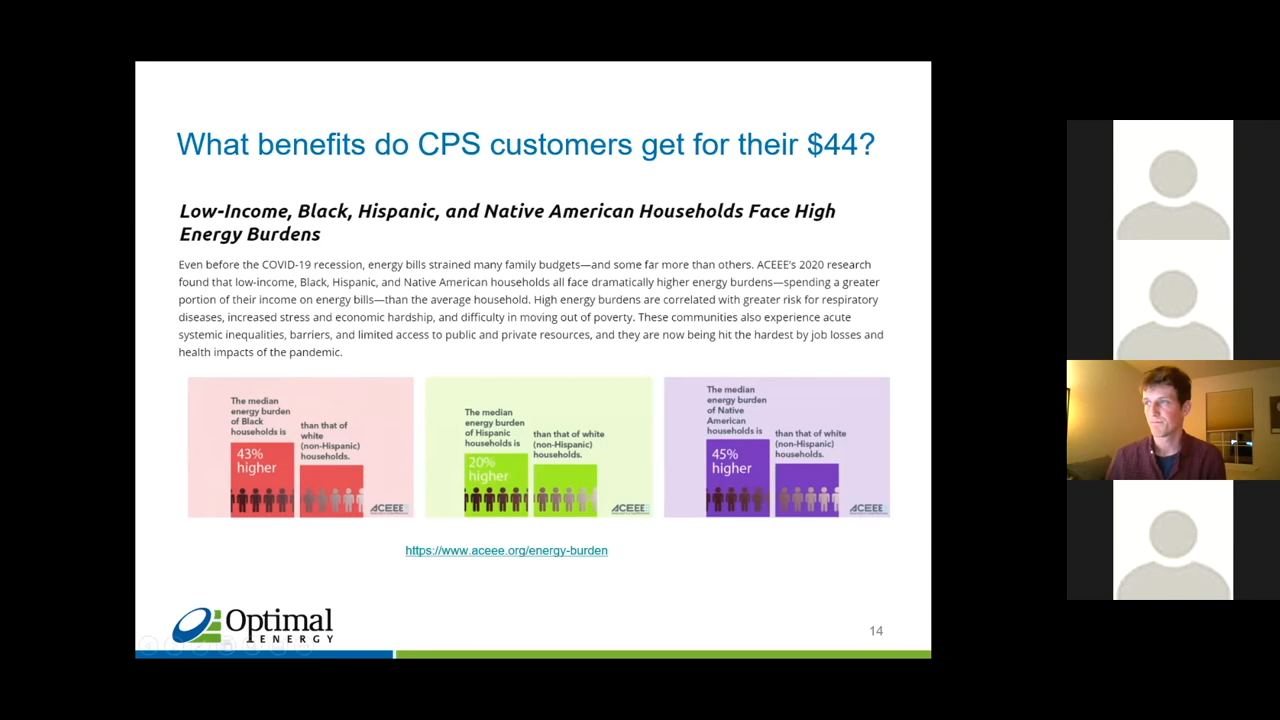 What benefits do CPS customers get for their $44?
Low-Income, Black, Hispanic, and Native American Households Face High
Energy Burdens
Even before the COVID-19 recession, energy bills strained many family budgets—and some far more than others. ACEEE's 2020 research
found that low-income, Black, Hispanic, and Native American households all face dramatically higher energy burdens—spending a greater
portion of their income on energy bills—than the average household. High energy burdens are correlated with greater risk for respiratory
diseases, increased stress and economic hardship, and difficulty in moving out of poverty. These communities also experience acute
systemic inequalities, barriers, and limited access to public and private resources, and they are now being hit the hardest by job losses and
health impacts of the pandemic.
The median
energy burden
of Black
households is
43%
higher
than that of
white
(non-Hispanic)
households.
ACEEE
The median
energy burden
of Hispanic
households is
20%
higher
than that of white
(non-Hispanic)
households.
ACEEE
The median
energy burden
of Native
American
households is
45%
higher
than that of white
(non-Hispanic)
households.
ACEEE
https://www.aceee.org/energy-burden
Optimal
ENERGY
14